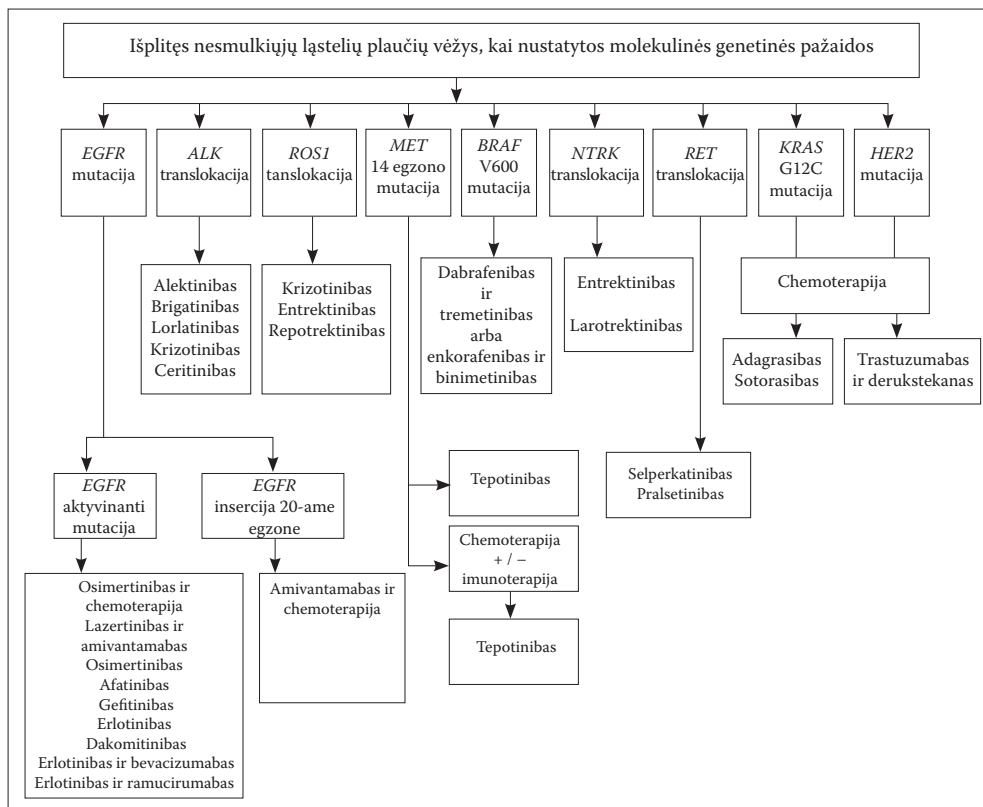 Išplitęs nesmulkiųjų ląstelių plaučių vėžys, kai nustatytos molekulinės genetinės pažaidos
EGFR
mutacija
ALK
translokacija
ROS1
tanslokacija
MET
14 egzono
mutacija
BRAF
V600
mutacija
NTRK
translokacija
RET
translokacija
KRAS
G12C
mutacija
HER2
mutacija
Alektinibas
Brigatinibas
Lorlatinibas
Krizotinibas
Ceritinibas
Krizotinibas
Entrektinibas
Repotrektinibas
Dabrafenibas
ir
tremetinibas
arba
enkorafenibas ir
binimetinibas
Entrektinibas
Larotrektinibas
Chemoterapija
Adagrasibas
Sotorasibas
Trastuzumabas
ir derukstekanas
EGFR
aktyvinanti
mutacija
EGFR
insercija 20-ame
egzone
Tepotinibas
Selperkatinibas
Pralsetinibas
Chemoterapija
+ / –
imunoterapija
Tepotinibas
Osimertinibas ir
chemoterapija
Lazertinibas ir
amivantamabas
Osimertinibas
Afatinibas
Gefitinibas
Erlotinibas
Dakomitinibas
Erlotinibas ir bevacizumabas
Erlotinibas ir ramucirumabas
Amivantamabas ir
chemoterapija